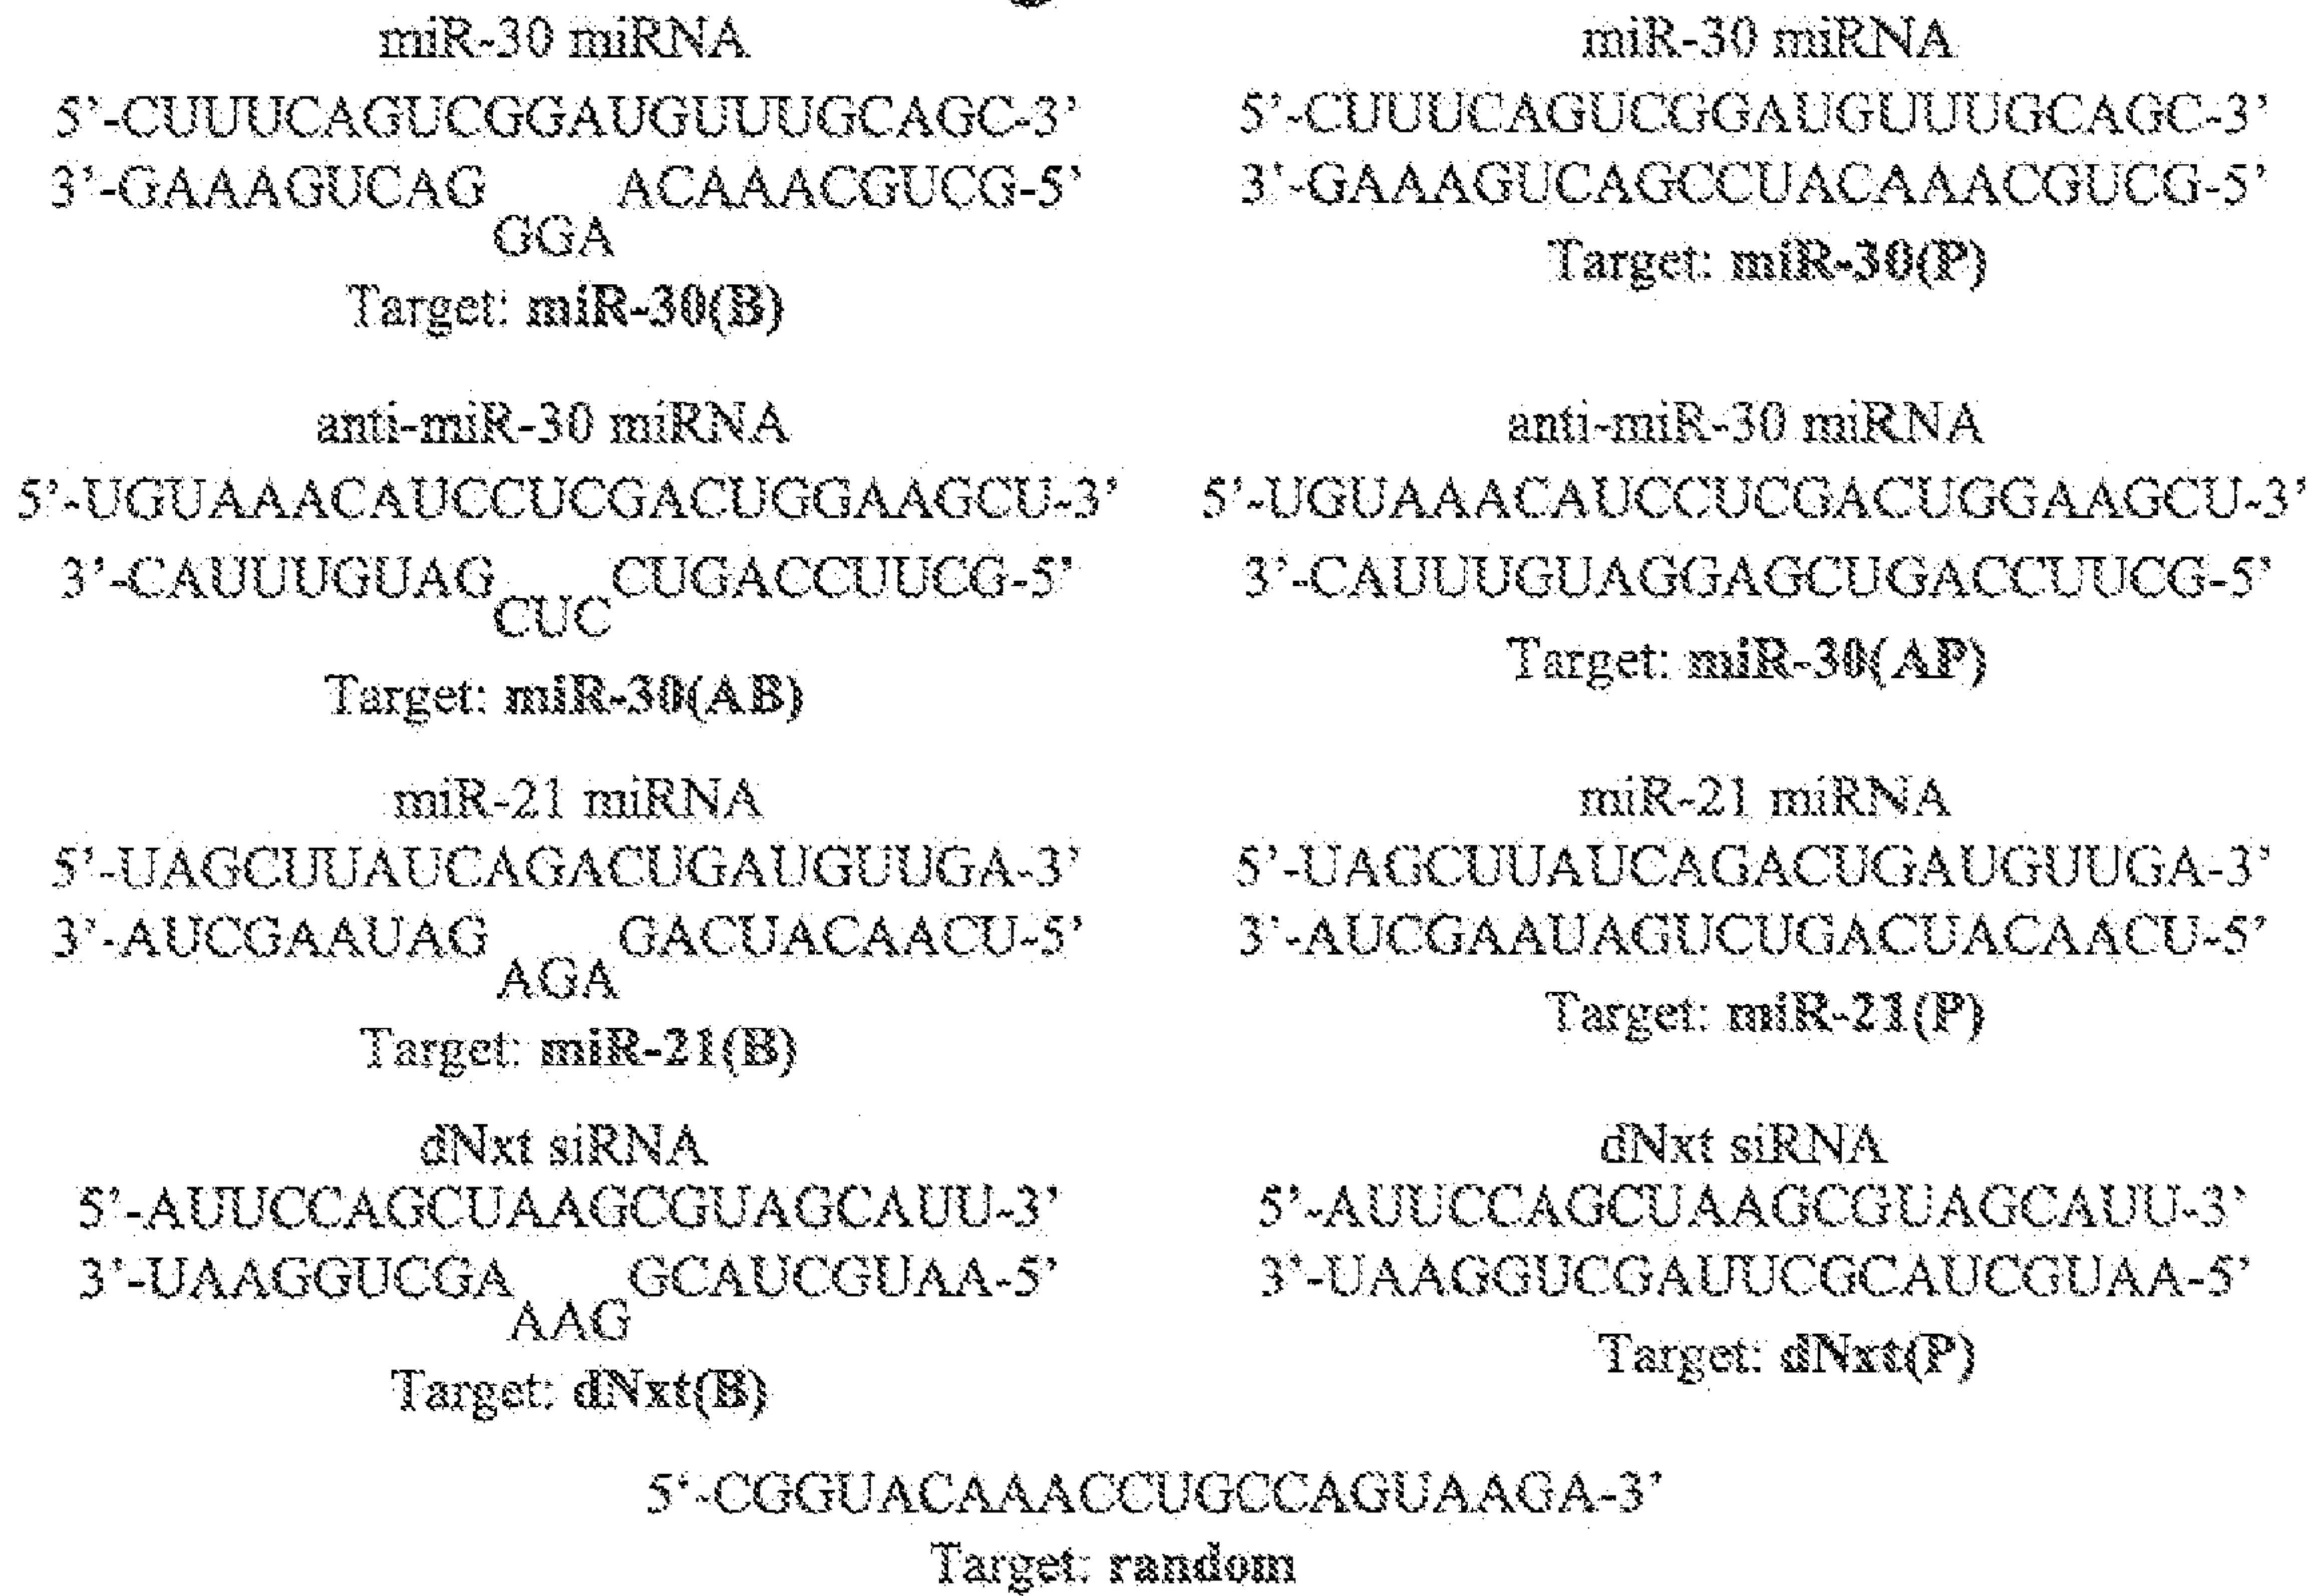 miR-30 miRNA
5'-CUUUCAGUCGGAUGUUUGCAGC-3'
3'-GAAAGUCAG ACAAACGUCG-5'
GGA
Target: miR-30(B)
miR-30 miRNA
5'-CUUUCAGUCGGAUGUUUGCAGC-3'
3'-GAAAGUCAGCCUACAAACGUCG-5'
Target: miR-30(P)
anti-miR-30 miRNA
5'-UGUAAACAUCCUCGACUGGAAGCU-3'
3'-CAUUUGUAG CUGACCUUCG-5'
CUC
Target: miR-30(AB)
anti-miR-30 miRNA
5'-UGUAAACAUCCUCGACUGGAAGCU-3'
3'-CAUUUGUAGGAGCUGACCUUCG-5'
Target: miR-30(AP)
miR-21 miRNA
5'-UAGCUUAUCAGACUGAUGUUGA-3'
3'-AUCGAAUAG GACUACAACU-5'
AGA
Target: miR-21(B)
miR-21 miRNA
5'-UAGCUUAUCAGACUGAUGUUGA-3'
3'-AUCGAAUAGUCUGACUACAACU-5'
Target: miR-21(P)
dNxt siRNA
5'-AUUCCAGCUAAGCGUAGCAUU-3'
3'-UAAGGUCGA GCAUCGUAA-5'
AAG
Target: dNxt(B)
dNxt siRNA
5'-AUUCCAGCUAAGCGUAGCAUU-3'
3'-UAAGGUCGAUUCGCAUCGUAA-5'
Target: dNxt(P)
5'-CGGUACAAACCUGCCAGUAAGA-3'
Target: random